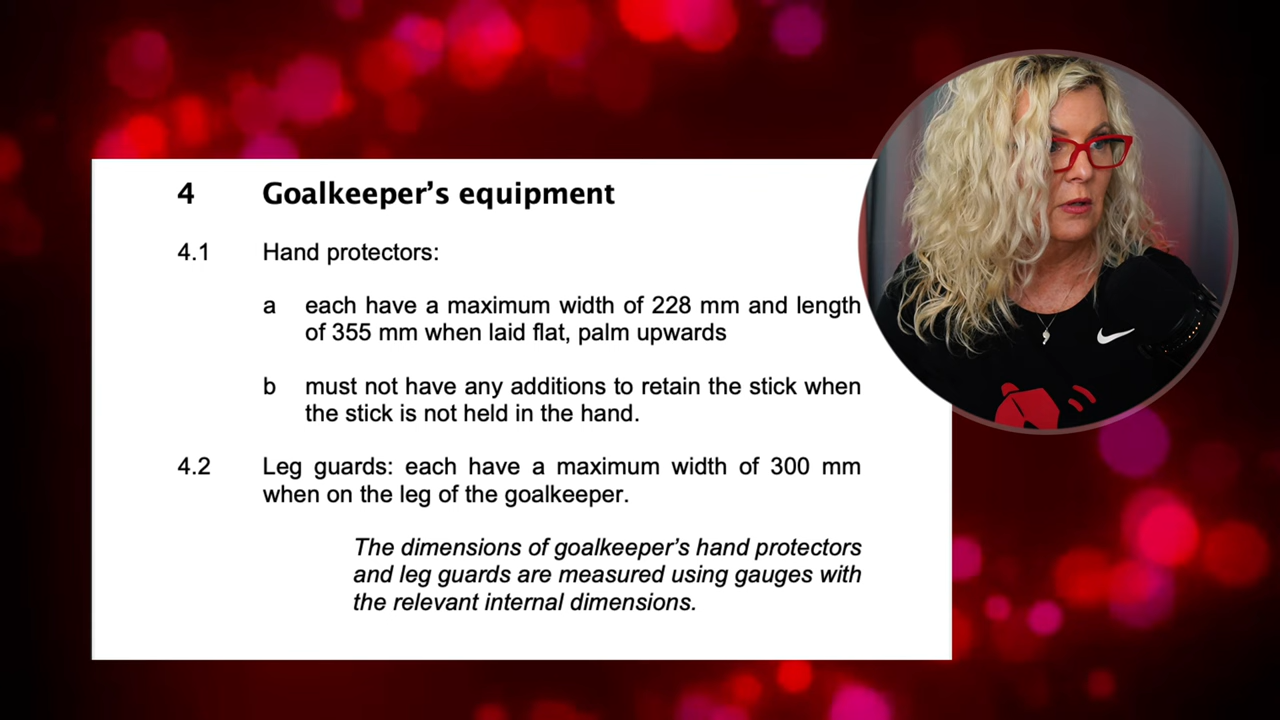 4 Goalkeeper's equipment
4.1 Hand protectors:
a each have a maximum width of 228 mm and length
of 355 mm when laid flat, palm upwards
b must not have any additions to retain the stick when
the stick is not held in the hand.
4.2 Leg guards: each have a maximum width of 300 mm
when on the leg of the goalkeeper.
The dimensions of goalkeeper's hand protectors
and leg guards are measured using gauges with
the relevant internal dimensions.